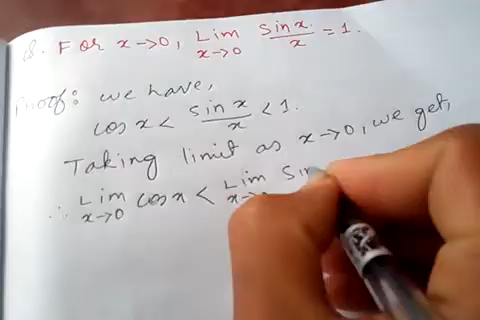 Q. For x→0, Lim x→0 sin x / x = 1.
Proof: we have,
cos x < sin x / x < 1.
Taking limit as x→0, we get,
∴ Lim x→0 cos x < Lim x→ Sin